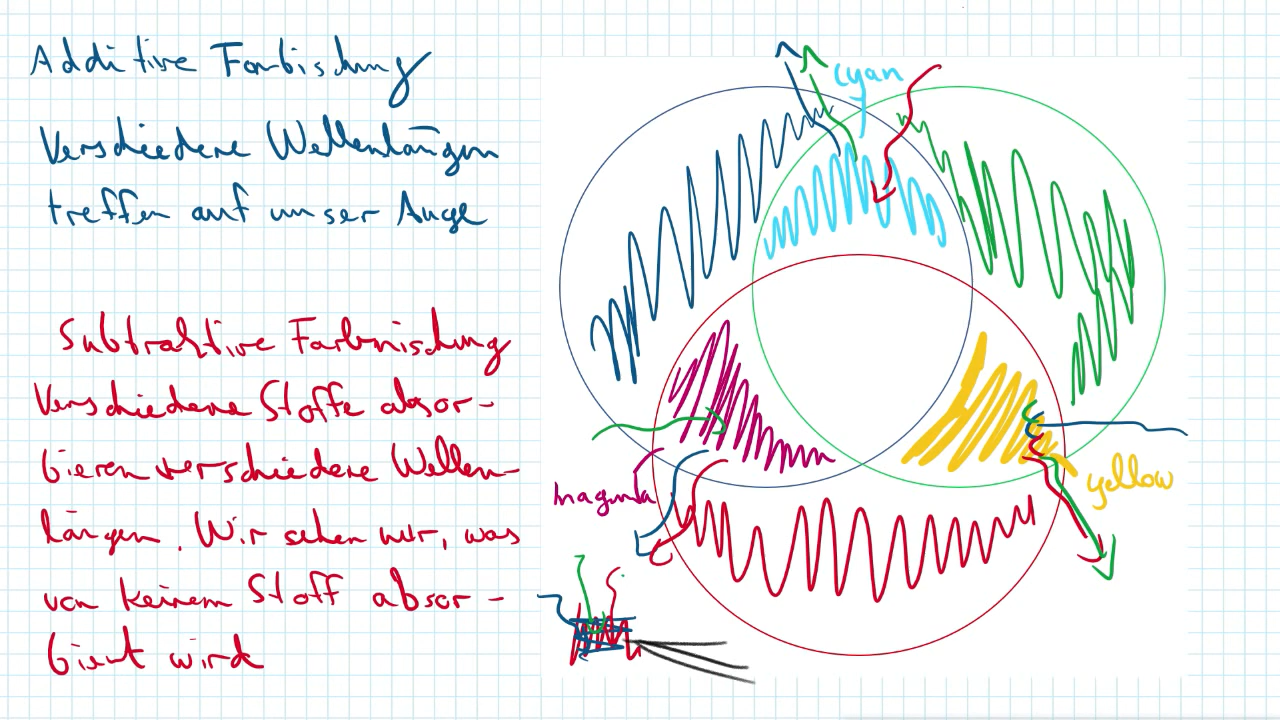 Additive Farbischung
Verschiedene Wellenlängen
treffen auf unser Auge
Subtraktive Farbmischung
Verschiedene Stoffe absor-
bieren verschiedene Wellen-
längen. Wir sehen nur, was
von keinem Stoff absor-
biert wird
cyan
magenta
yellow